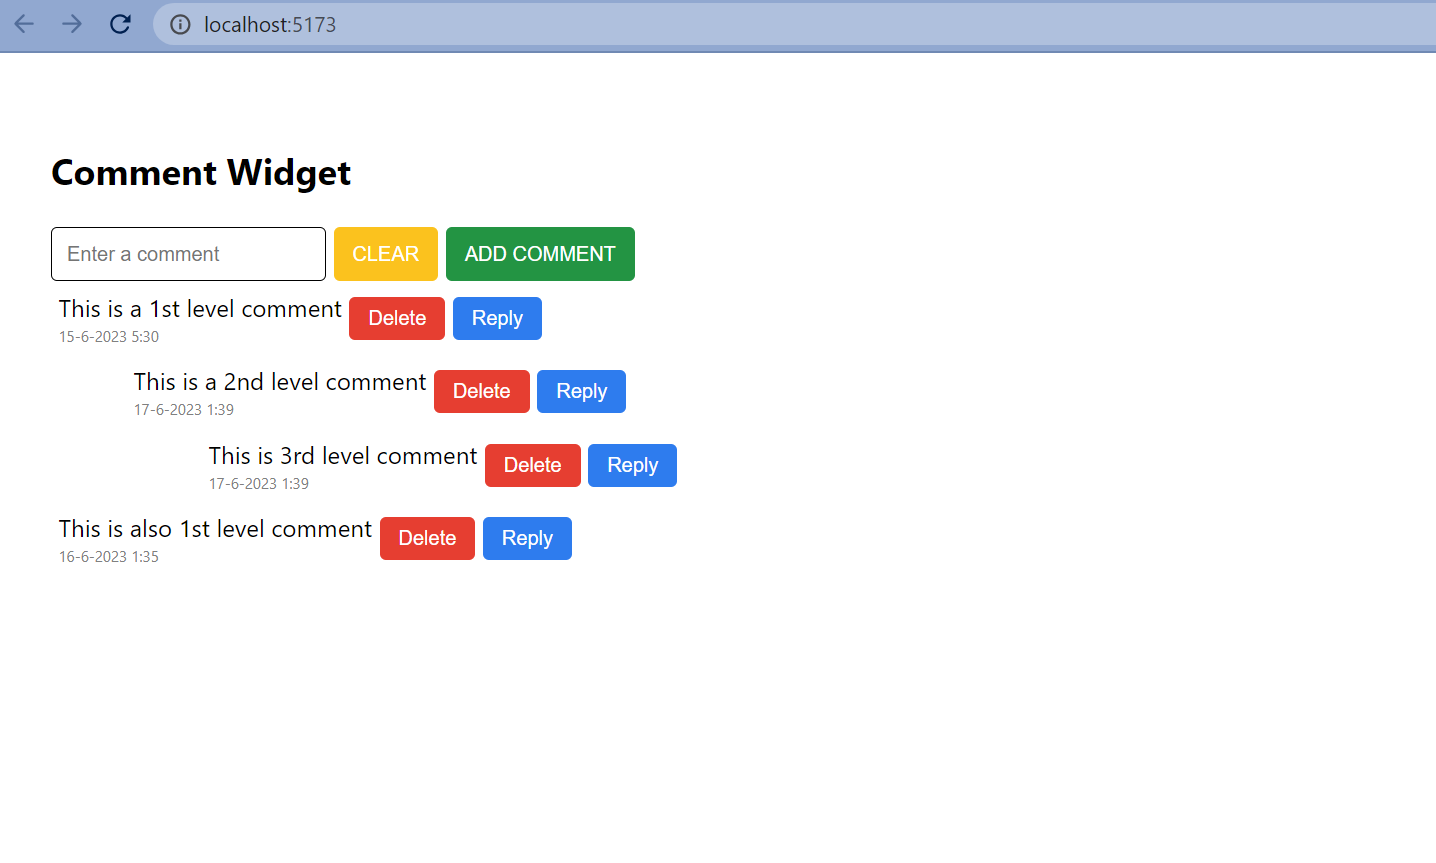 localhost:5173
Comment Widget
Enter a comment CLEAR ADD COMMENT
This is a 1st level comment Delete Reply
15-6-2023 5:30
This is a 2nd level comment Delete Reply
17-6-2023 1:39
This is 3rd level comment Delete Reply
17-6-2023 1:39
This is also 1st level comment Delete Reply
16-6-2023 1:35